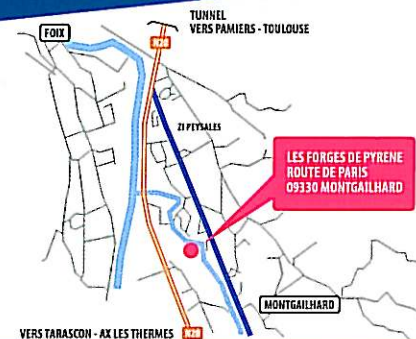 TUNNEL
VERS PAMIERS - TOULOUSE
FOIX
N20
ZI PEYSALES
LES FORGES DE PYRENE
ROUTE DE PARIS
09330 MONTGAILHARD
MONTGAILHARD
VERS TARASCON - AX LES THERMES
N20